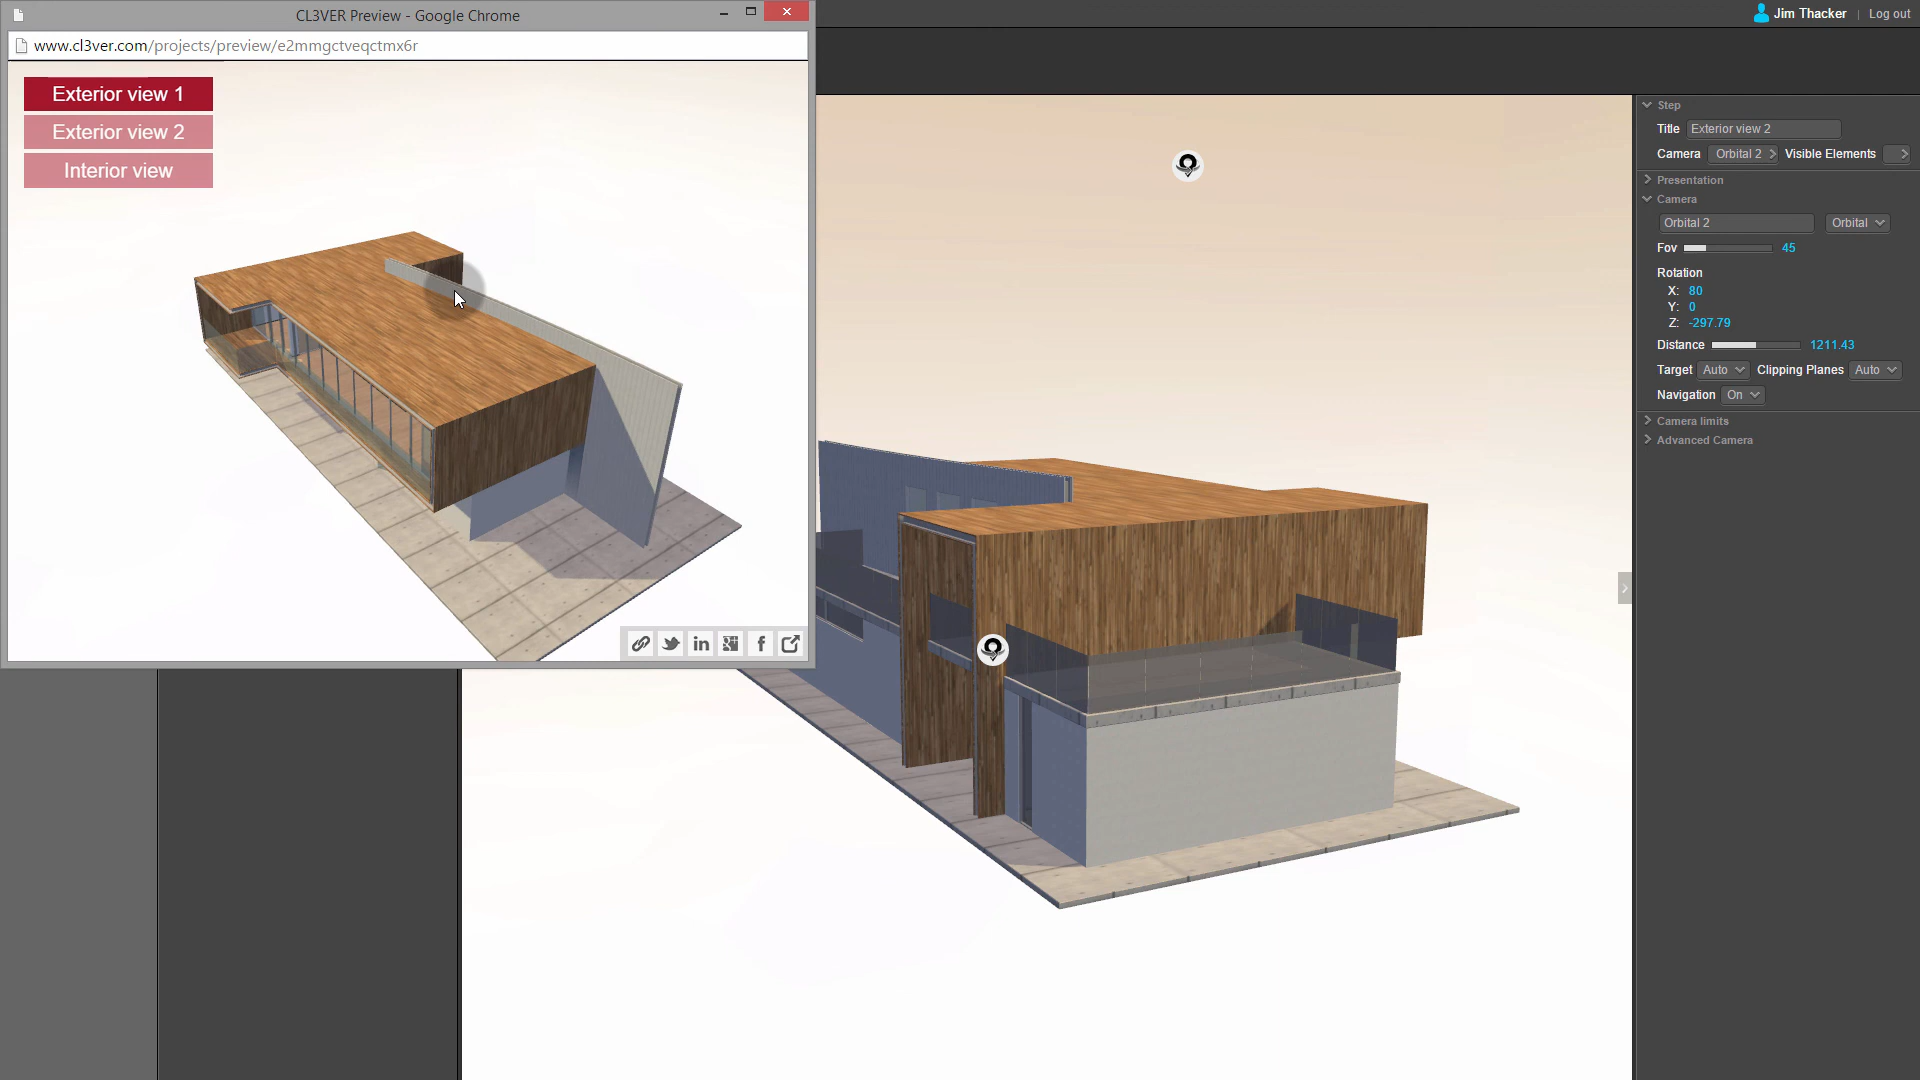 CL3VER Preview - Google Chrome
www.cl3ver.com/projects/preview/e2mmgctveqctmx6r
Exterior view 1
Exterior view 2
Interior view
Jim Thacker | Log out
Step
Title Exterior view 2
Camera Orbital 2 Visible Elements
Presentation
Camera
Orbital 2 Orbital
Fov 45
Rotation
X: 80
Y: 0
Z: -297.79
Distance 1211.43
Target Auto Clipping Planes Auto
Navigation On
Camera limits
Advanced Camera